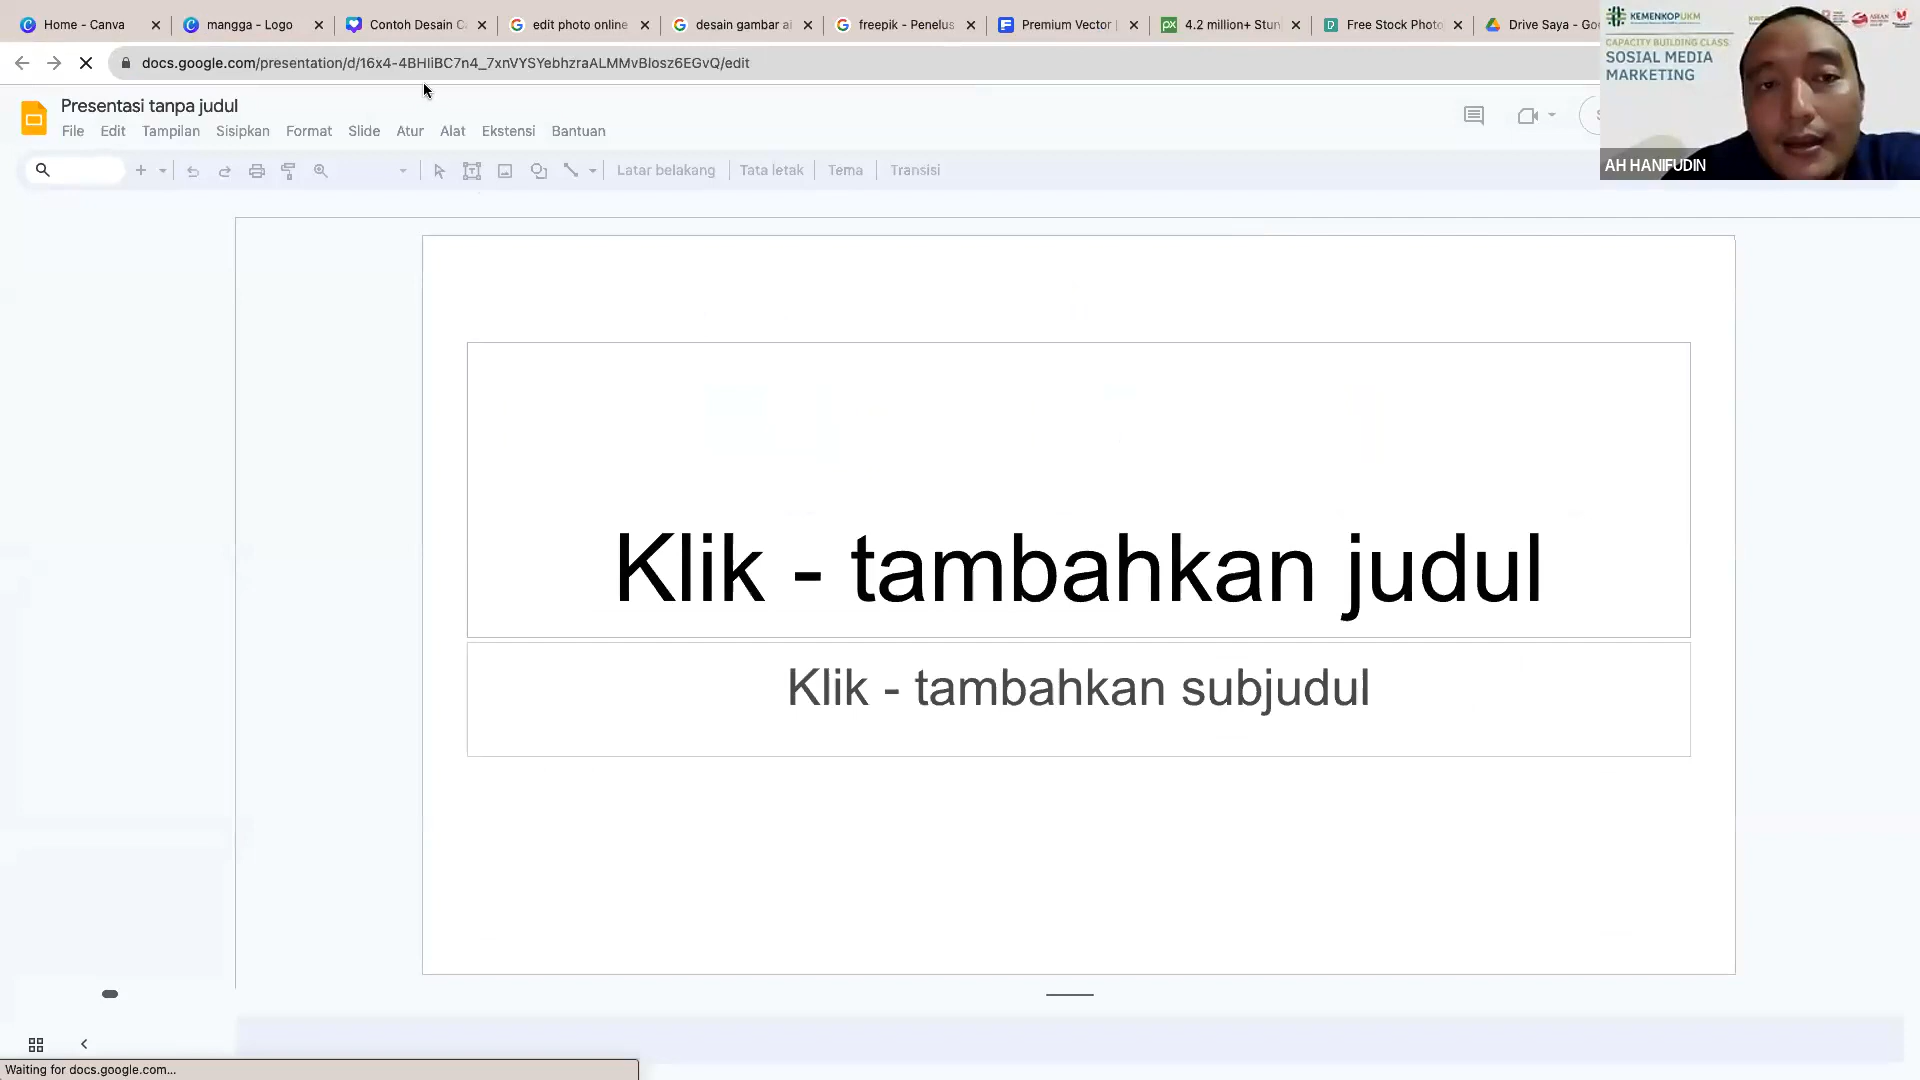 Home - Canva
mangga - Logo
Contoh Desain C
edit photo online
desain gambar ai
freepik - Penelus
Premium Vector
4.2 million+ Stun
Free Stock Photo
Drive Saya - Goo
docs.google.com/presentation/d/16x4-4BHIiBC7n4_7xnVYSYebhzraALMMvBlosz6EGvQ/edit
KEMENKOPUKM
CAPACITY BUILDING CLASS:
SOSIAL MEDIA
MARKETING
AH HANIFUDIN
Presentasi tanpa judul
File Edit Tampilan Sisipkan Format Slide Atur Alat Ekstensi Bantuan
Latar belakang Tata letak Tema Transisi
Klik - tambahkan judul
Klik - tambahkan subjudul
Waiting for docs.google.com...